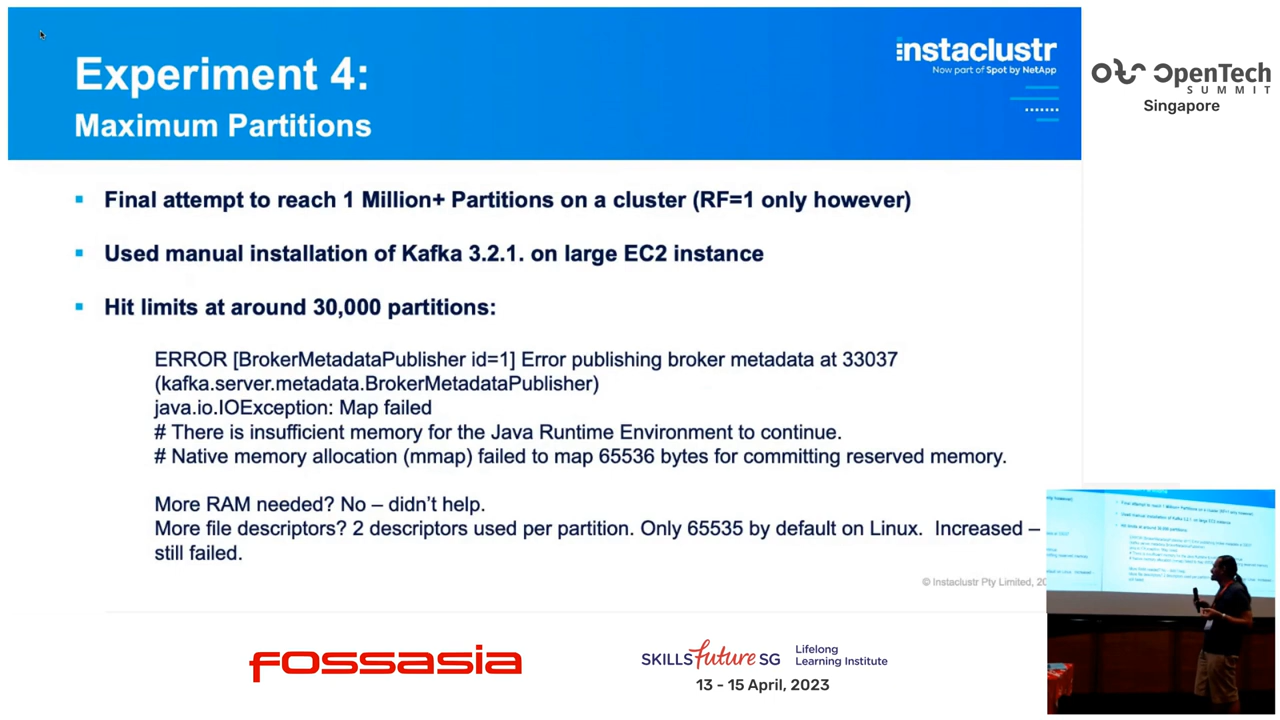 Experiment 4:
Maximum Partitions
instaclustr
Now part of Spot by NetApp
OpenTech
SUMMIT
Singapore
Final attempt to reach 1 Million+ Partitions on a cluster (RF=1 only however)
Used manual installation of Kafka 3.2.1. on large EC2 instance
Hit limits at around 30,000 partitions:
ERROR [BrokerMetadataPublisher id=1] Error publishing broker metadata at 33037
(kafka.server.metadata.BrokerMetadataPublisher)
java.io.IOException: Map failed
# There is insufficient memory for the Java Runtime Environment to continue.
# Native memory allocation (mmap) failed to map 65536 bytes for committing reserved memory.
More RAM needed? No – didn't help.
More file descriptors? 2 descriptors used per partition. Only 65535 by default on Linux. Increased –
still failed.
© Instaclustr Pty Limited, 20
FOSSASIA
SKILLS future SG
Lifelong
Learning Institute
13 - 15 April, 2023